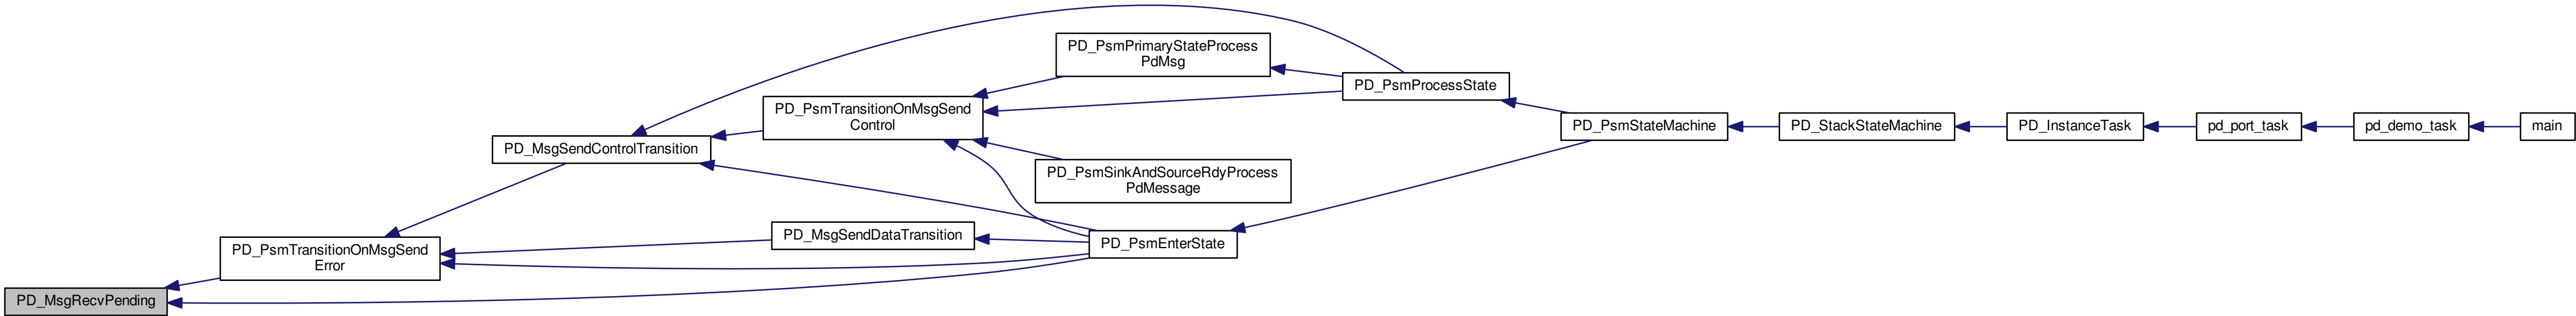 PD_MsgRecvPending
PD_PsmTransitionOnMsgSend
Error
PD_MsgSendControlTransition
PD_PsmTransitionOnMsgSend
Control
PD_MsgSendDataTransition
PD_PsmPrimaryStateProcess
PdMsg
PD_PsmSinkAndSourceRdyProcess
PdMessage
PD_PsmEnterState
PD_PsmProcessState
PD_PsmStateMachine
PD_StackStateMachine
PD_InstanceTask
pd_port_task
pd_demo_task
main